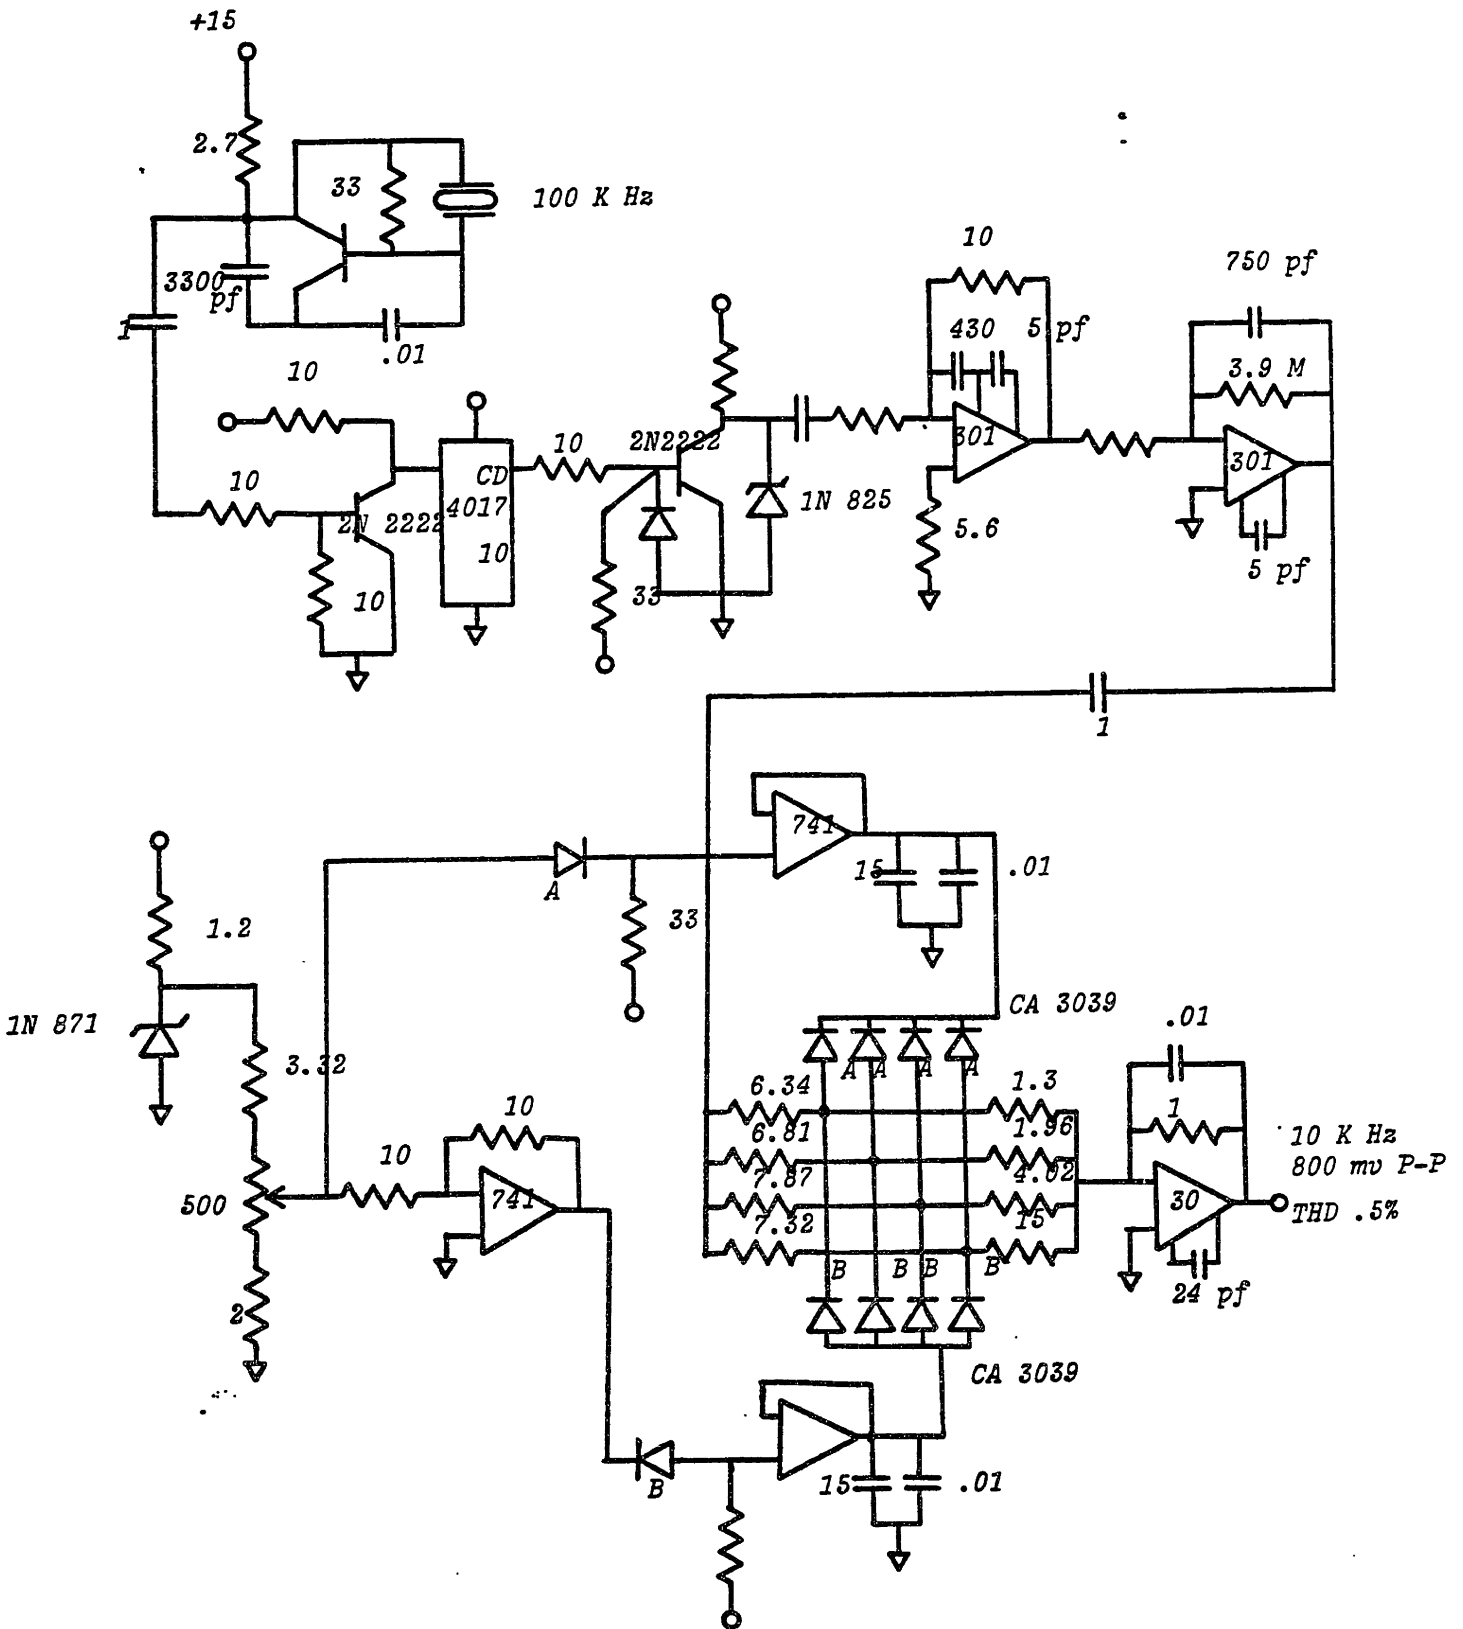 +15
2.7
33
100 K Hz
3300
pf
1
.01
10
10
2N 2222
10
CD
4017
10
10
2N2222
33
1N 825
10
430
5 pf
301
5.6
750 pf
3.9 M
301
5 pf
1
741
15
.01
A
33
1.2
1N 871
3.32
500
2
10
10
741
CA 3039
A
A
A
A
6.34
1.3
6.81
1.96
7.87
4.02
7.32
15
B
B
B
B
CA 3039
.01
1
30
24 pf
10 K Hz
800 mv P-P
THD .5%
B
15
.01